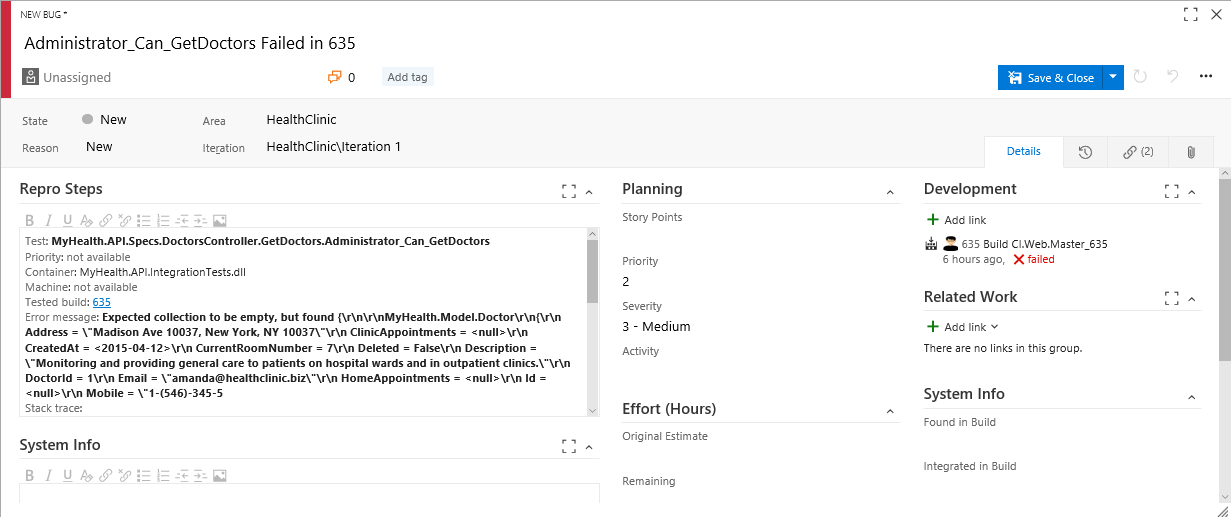 NEW BUG *
Administrator_Can_GetDoctors Failed in 635
Unassigned
0
Add tag
Save & Close
State
New
Area
HealthClinic
Reason
New
Iteration
HealthClinic\Iteration 1
Details
(2)
Repro Steps
B I U
Test: MyHealth.API.Specs.DoctorsController.GetDoctors.Administrator_Can_GetDoctors
Priority: not available
Container: MyHealth.API.IntegrationTests.dll
Machine: not available
Tested build: 635
Error message: Expected collection to be empty, but found {\r\n\r\nMyHealth.Model.Doctor\r\n{\r\n
Address = \"Madison Ave 10037, New York, NY 10037\"\r\n ClinicAppointments = <null>\r\n
CreatedAt = <2015-04-12>\r\n CurrentRoomNumber = 7\r\n Deleted = False\r\n Description =
\"Monitoring and providing general care to patients on hospital wards and in outpatient clinics.\"\r\n
DoctorId = 1\r\n Email = \"amanda@healthclinic.biz\"\r\n HomeAppointments = <null>\r\n Id =
<null>\r\n Mobile = \"1-(546)-345-5
Stack trace:
System Info
B I U
Planning
Story Points
Priority
2
Severity
3 - Medium
Activity
Effort (Hours)
Original Estimate
Remaining
Development
Add link
635 Build CI.Web.Master_635
6 hours ago, failed
Related Work
Add link
There are no links in this group.
System Info
Found in Build
Integrated in Build